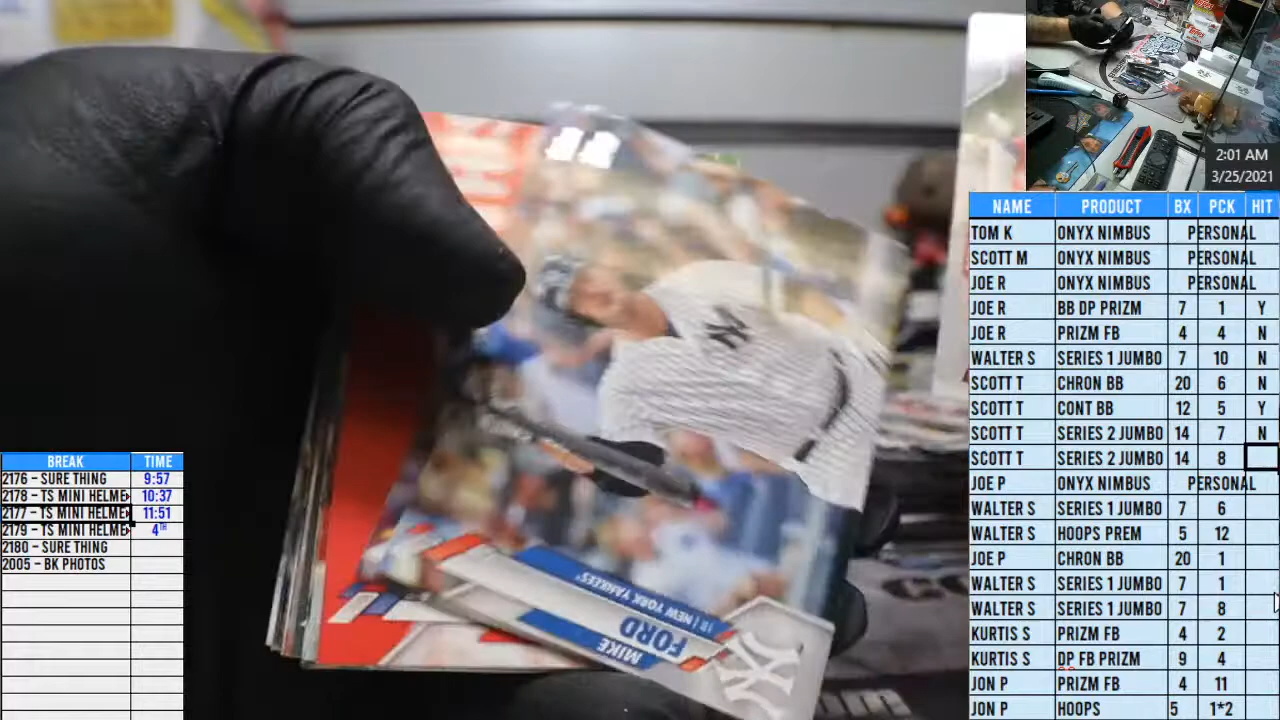 2:01 AM
3/25/2021
NAME PRODUCT BX PCK HIT
TOM K ONYX NIMBUS PERSONAL
SCOTT M ONYX NIMBUS PERSONAL
JOE R ONYX NIMBUS PERSONAL
JOE R BB DP PRIZM 7 1 Y
JOE R PRIZM FB 4 4 N
WALTER S SERIES 1 JUMBO 7 10 N
SCOTT T CHRON BB 20 6 N
SCOTT T CONT BB 12 5 Y
SCOTT T SERIES 2 JUMBO 14 7 N
SCOTT T SERIES 2 JUMBO 14 8
JOE P ONYX NIMBUS PERSONAL
WALTER S SERIES 1 JUMBO 7 6
WALTER S HOOPS PREM 5 12
JOE P CHRON BB 20 1
WALTER S SERIES 1 JUMBO 7 1
WALTER S SERIES 1 JUMBO 7 8
KURTIS S PRIZM FB 4 2
KURTIS S DP FB PRIZM 9 4
JON P PRIZM FB 4 11
JON P HOOPS 5 1*2
BREAK TIME
2176 - SURE THING 9:57
2178 - TS MINI HELME 10:37
2177 - TS MINI HELME 11:51
2179 - TS MINI HELME 4TH
2180 - SURE THING
2005 - BK PHOTOS
1B | NEW YORK YANKEES
MIKE
FORD
NY